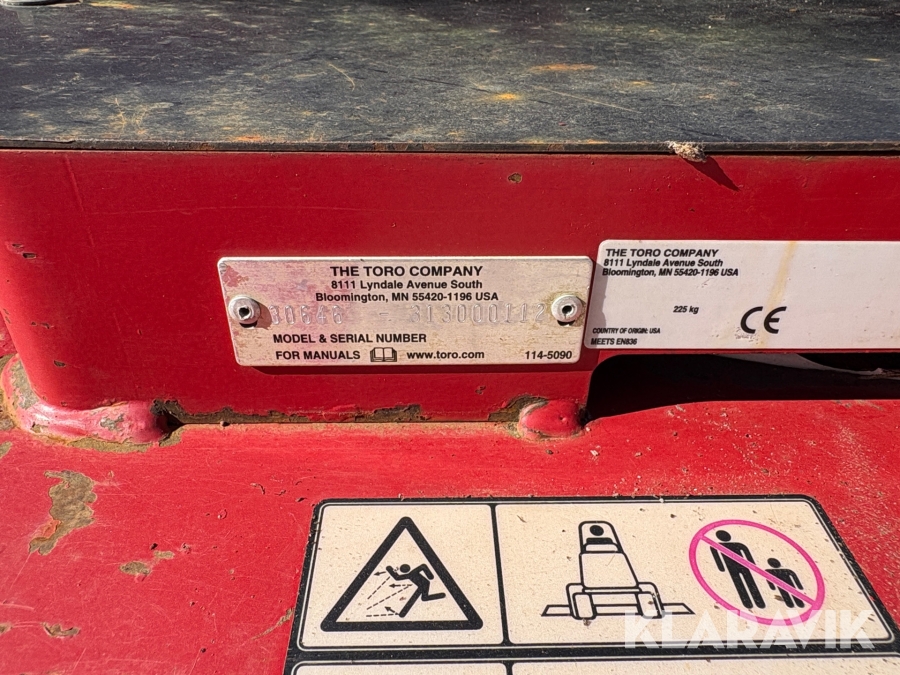 THE TORO COMPANY
8111 Lyndale Avenue South
Bloomington, MN 55420-1196 USA
- 313000112
MODEL & SERIAL NUMBER
FOR MANUALS www.toro.com 114-5090
THE TORO COMPANY
8111 Lyndale Avenue South
Bloomington, MN 55420-1196 USA
225 kg
CE
COUNTRY OF ORIGIN: USA
MEETS EN836
KLARAVIK